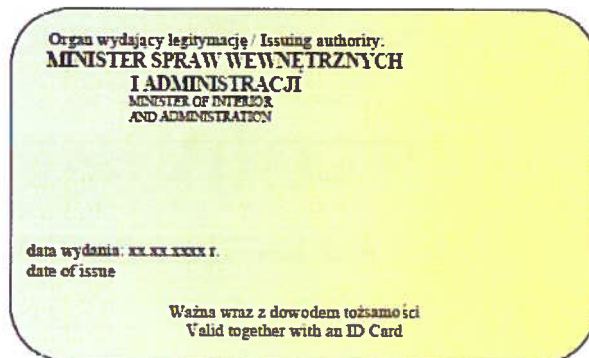 Organ wydający legitymację / Issuing authority:
MINISTER SPRAW WEWNĘTRZNYCH
I ADMINISTRACJI
MINISTER OF INTERIOR
AND ADMINISTRATION
data wydania: xx.xx.xxxx r.
date of issue
Ważna wraz z dowodem tożsamości
Valid together with an ID Card